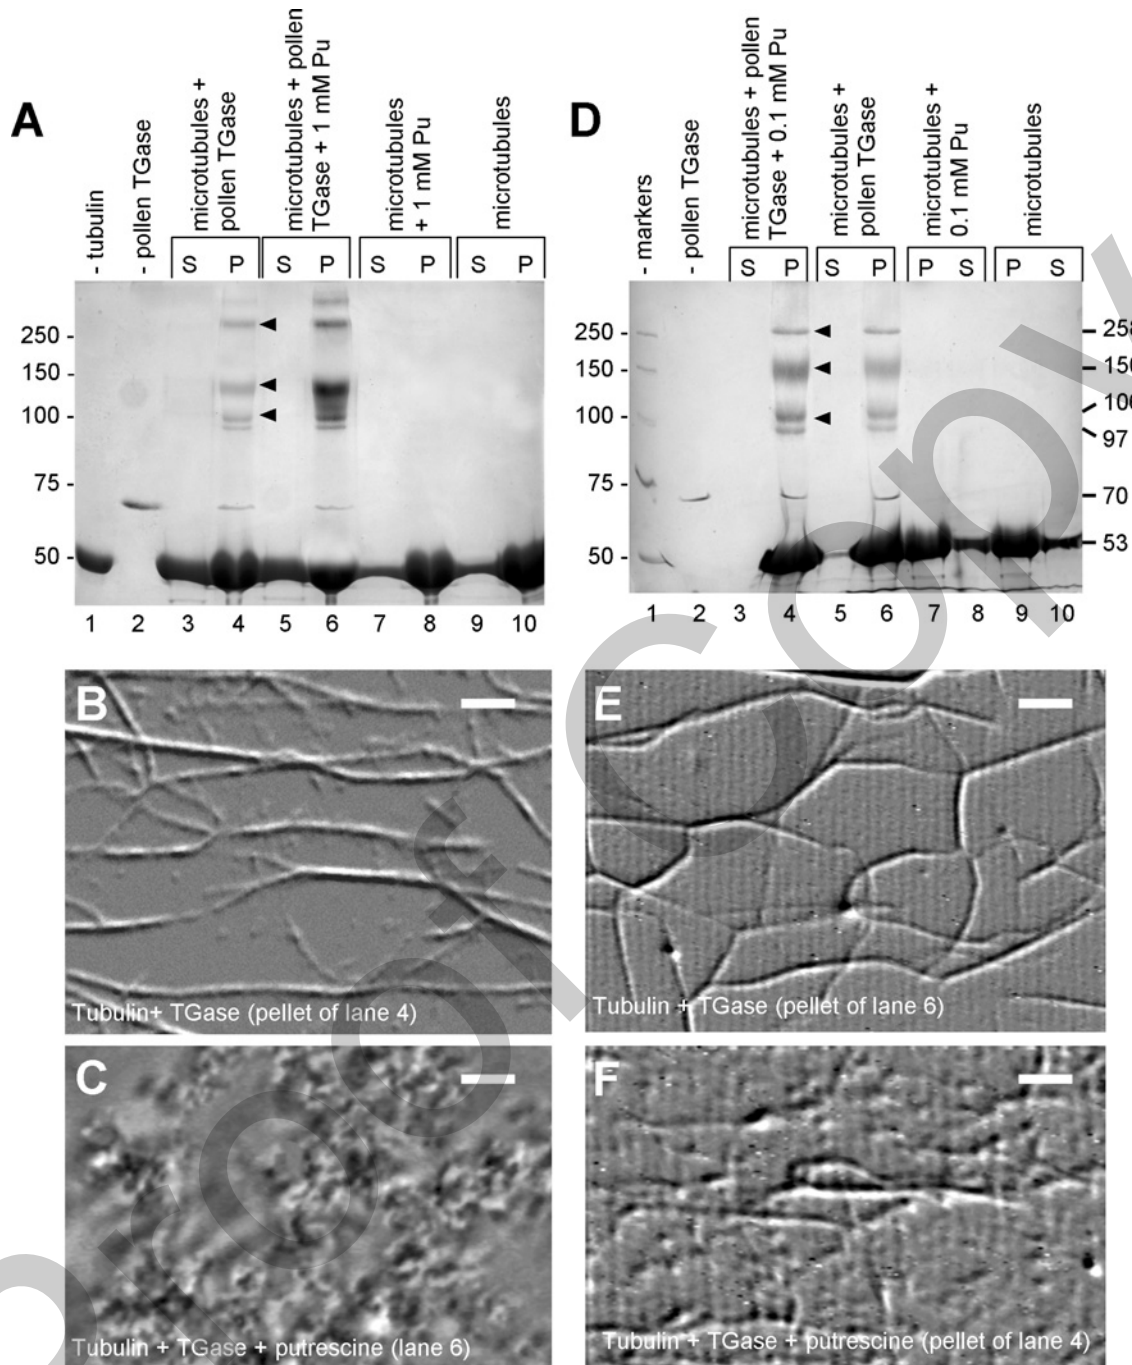 A
- tubulin
- pollen TGase
microtubules +
pollen TGase
microtubules + pollen
TGase + 1 mM Pu
microtubules
+ 1 mM Pu
microtubules
S P S P S P S P
250 -
150 -
100 -
75 -
50 -
1 2 3 4 5 6 7 8 9 10
D
- markers
- pollen TGase
microtubules + pollen
TGase + 0.1 mM Pu
microtubules +
pollen TGase
microtubules +
0.1 mM Pu
microtubules
S P S P P S P S
250 -
150 -
100 -
75 -
50 -
150
100
97
70
53
1 2 3 4 5 6 7 8 9 10
B
Tubulin+ TGase (pellet of lane 4)
E
Tubulin + TGase (pellet of lane 6)
C
Tubulin + TGase + putrescine (lane 6)
F
Tubulin + TGase + putrescine (pellet of lane 4)